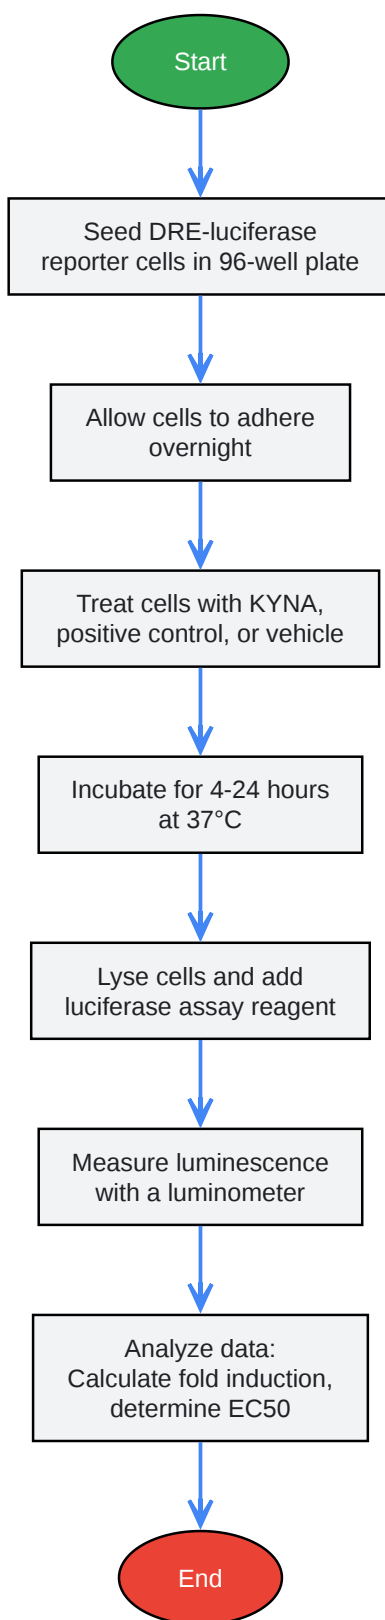 Start
Seed DRE-luciferase
reporter cells in 96-well plate
Allow cells to adhere
overnight
Treat cells with KYNA,
positive control, or vehicle
Incubate for 4-24 hours
at 37°C
Lyse cells and add
luciferase assay reagent
Measure luminescence
with a luminometer
Analyze data:
Calculate fold induction,
determine EC50
End